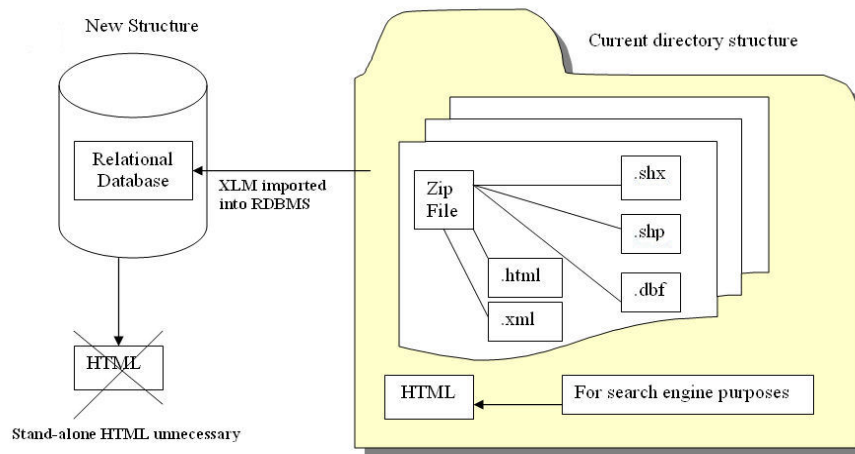 New Structure
Relational
Database
XLM imported
into RDBMS
HTML
Stand-alone HTML unnecessary
Current directory structure
Zip
File
.shx
.shp
.dbf
.html
.xml
HTML
For search engine purposes